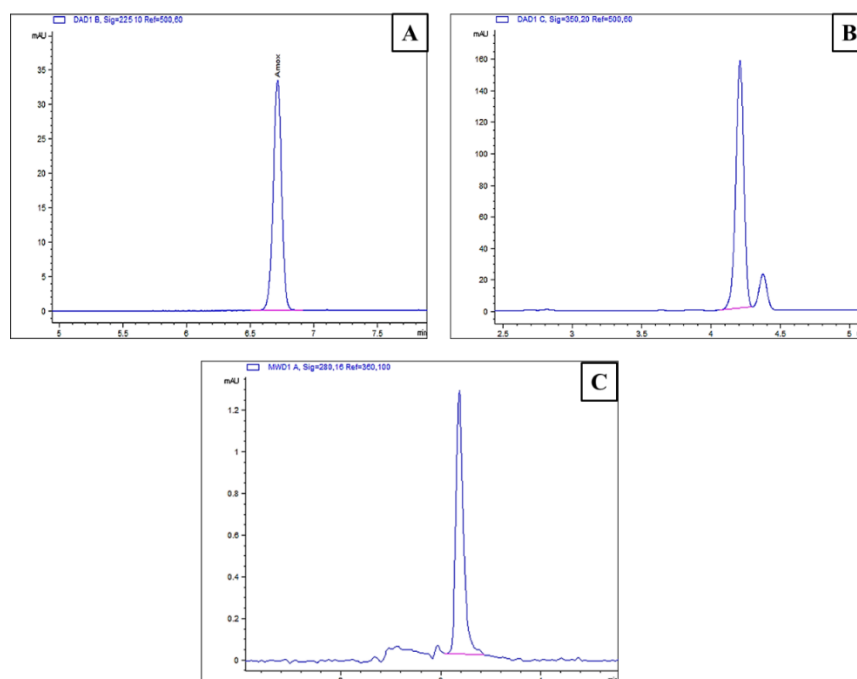 DAD1 B, Sig=225 10 Ref=500,60
A
mAU
Amox
35
30
25
20
15
10
5
0
5 5.5 6 6.5 7 7.5 min
DAD1 C, Sig=350,20 Ref=500,60
B
mAU
160
140
120
100
80
60
40
20
0
2.5 3 3.5 4 4.5 5
MWD1 A, Sig=280,16 Ref=360,100
C
mAU
1.2
1
0.8
0.6
0.4
0.2
0